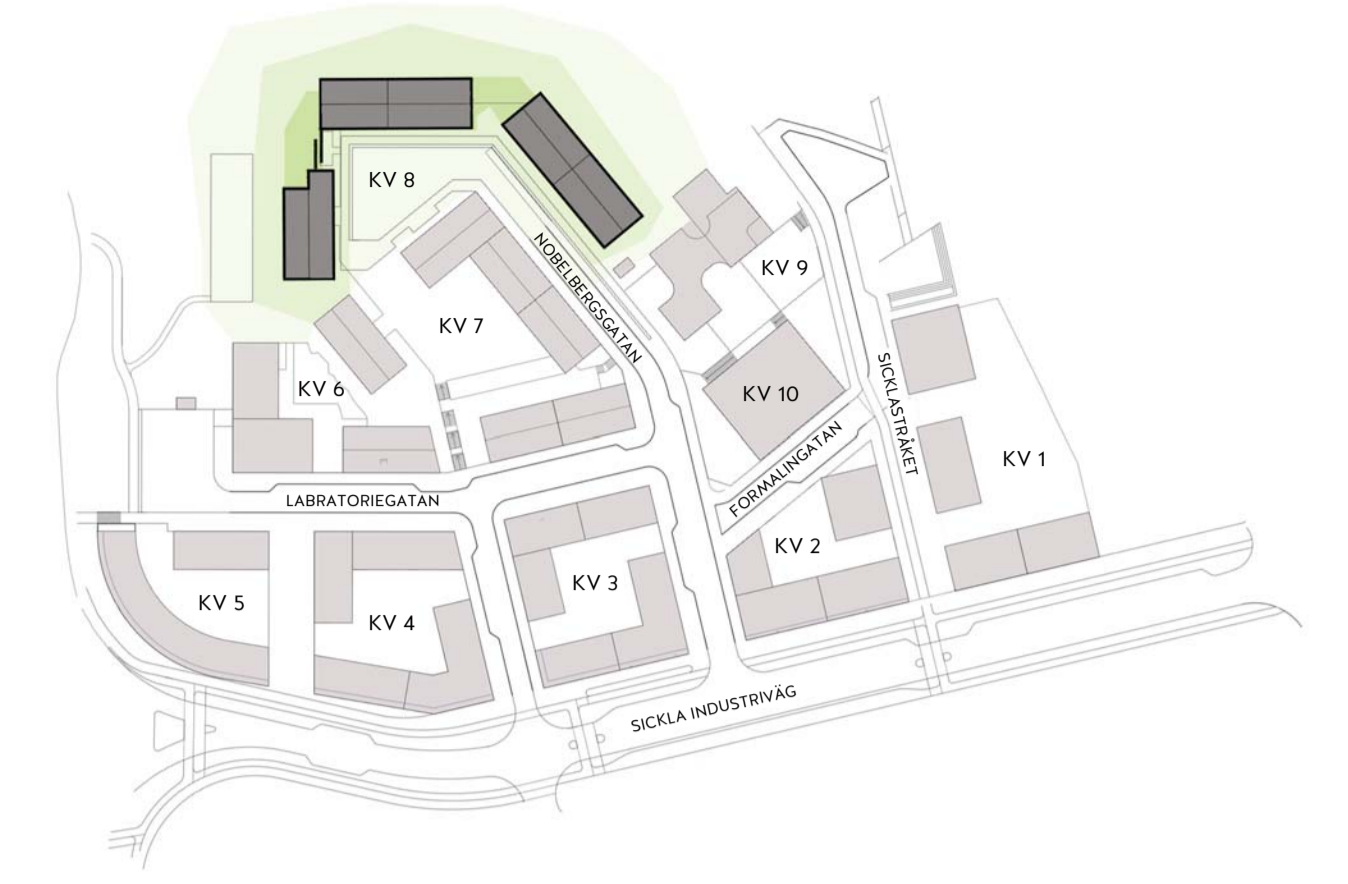 KV 8
NOBELBERGSGATAN
KV 9
KV 7
KV 6
KV 10
SICKLASTRÅKET
FORMALINGATAN
KV 1
LABRATORIEGATAN
KV 2
KV 3
KV 5
KV 4
SICKLA INDUSTRIVÄG